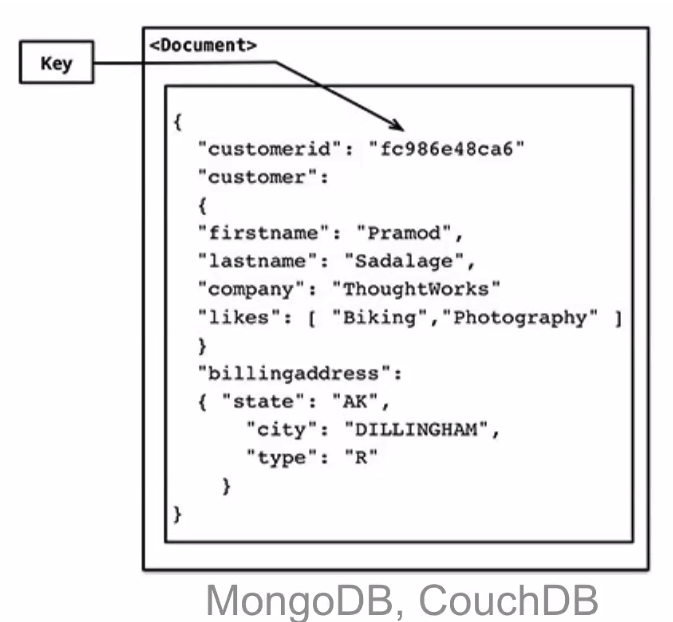 <Document>
Key
{
"customerid": "fc986e48ca6"
"customer":
{
"firstname": "Pramod",
"lastname": "Sadalage",
"company": "ThoughtWorks"
"likes": [ "Biking","Photography" ]
}
"billingaddress":
{ "state": "AK",
"city": "DILLINGHAM",
"type": "R"
}
}
MongoDB, CouchDB